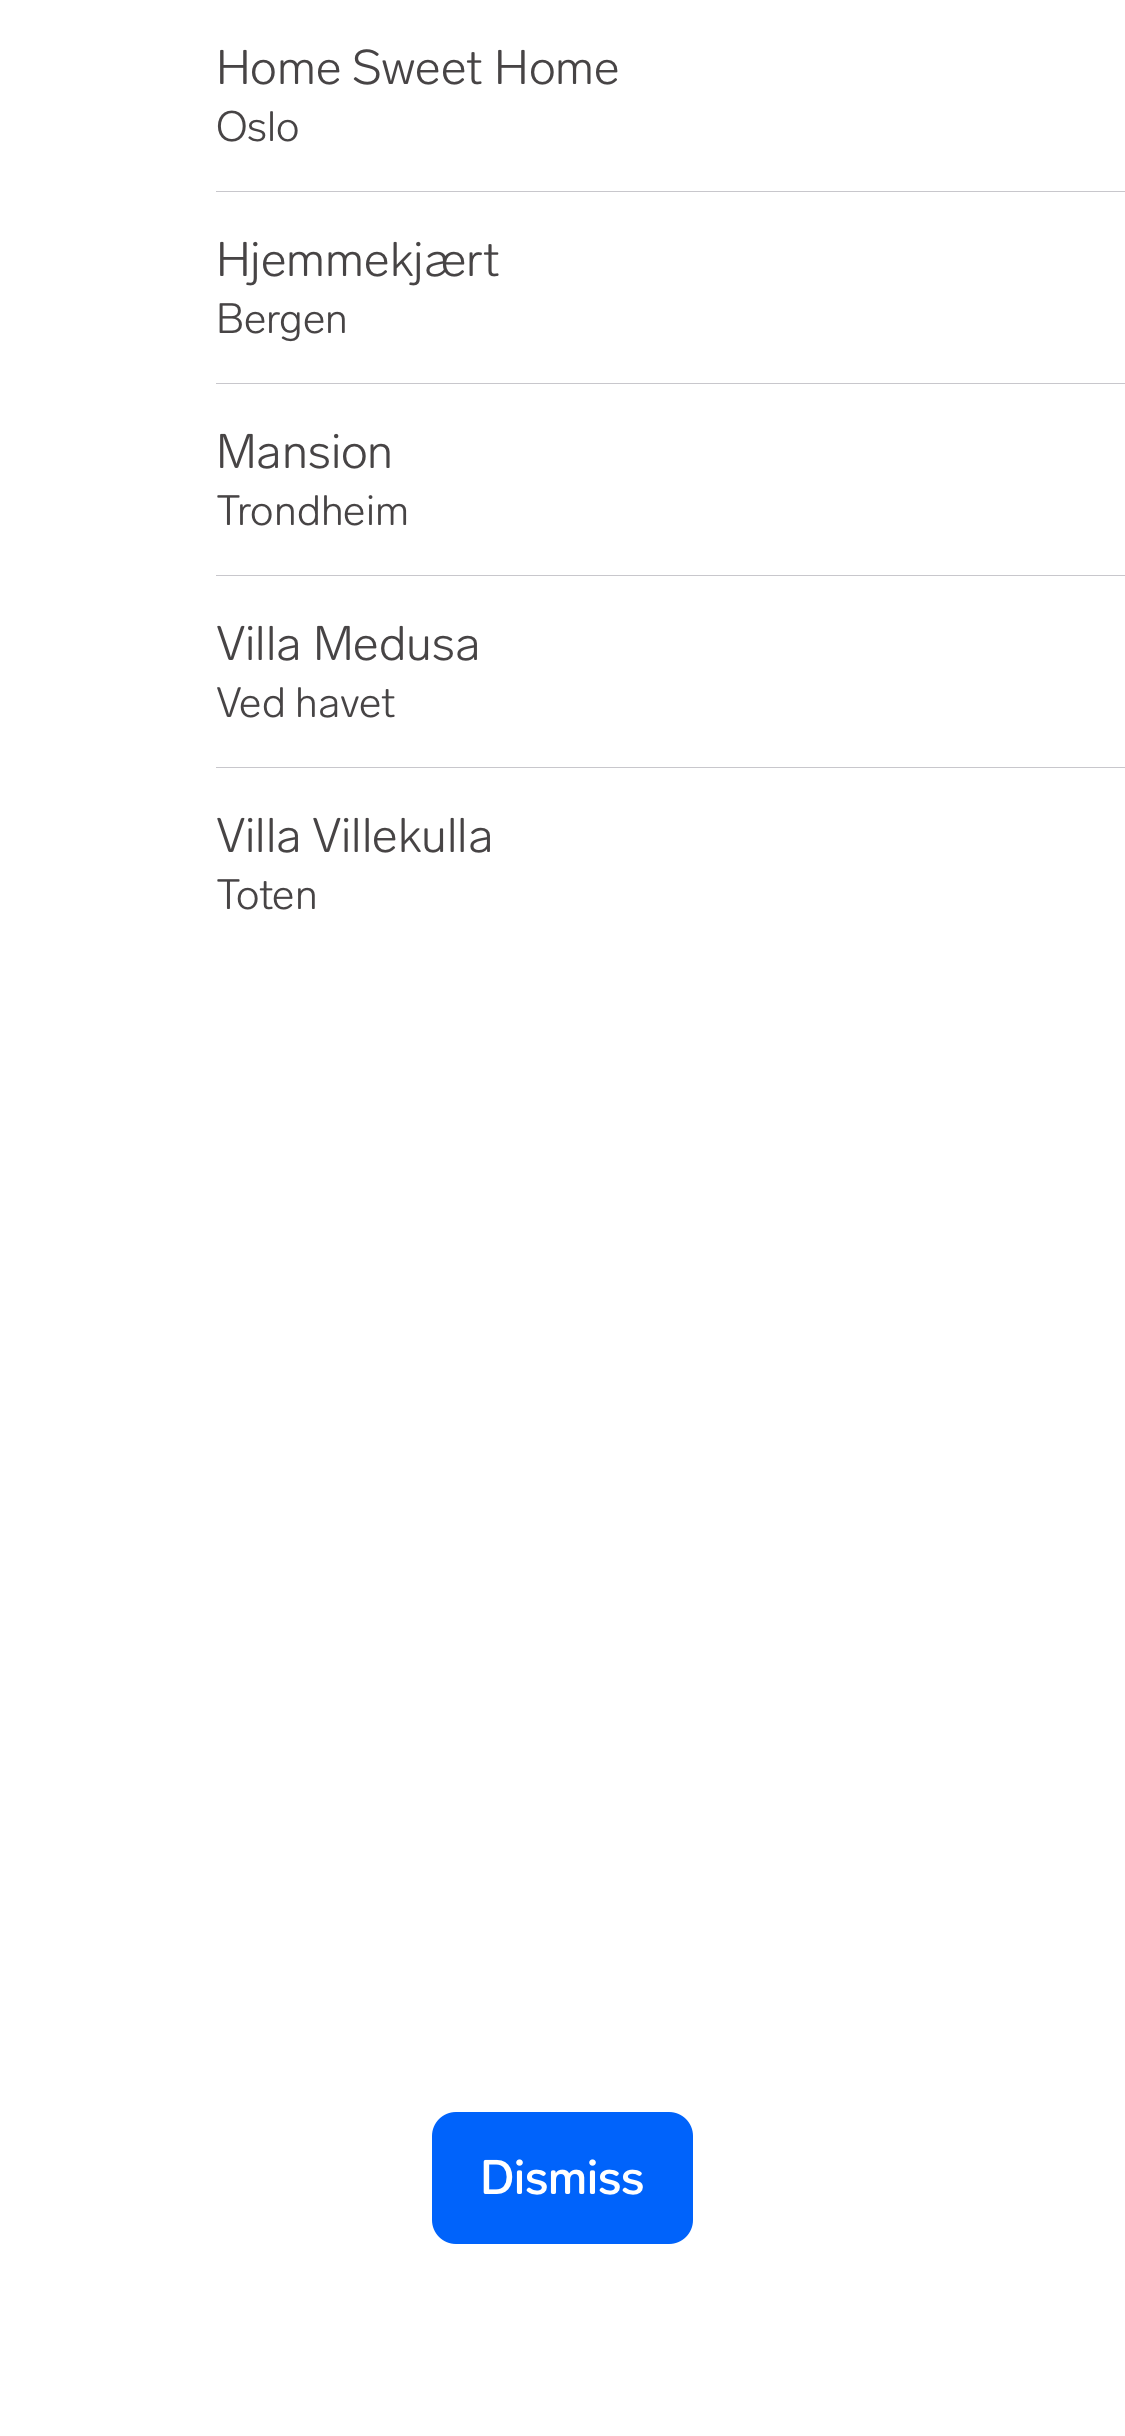 Home Sweet Home
Oslo
Hjemmekjært
Bergen
Mansion
Trondheim
Villa Medusa
Ved havet
Villa Villekulla
Toten
Dismiss